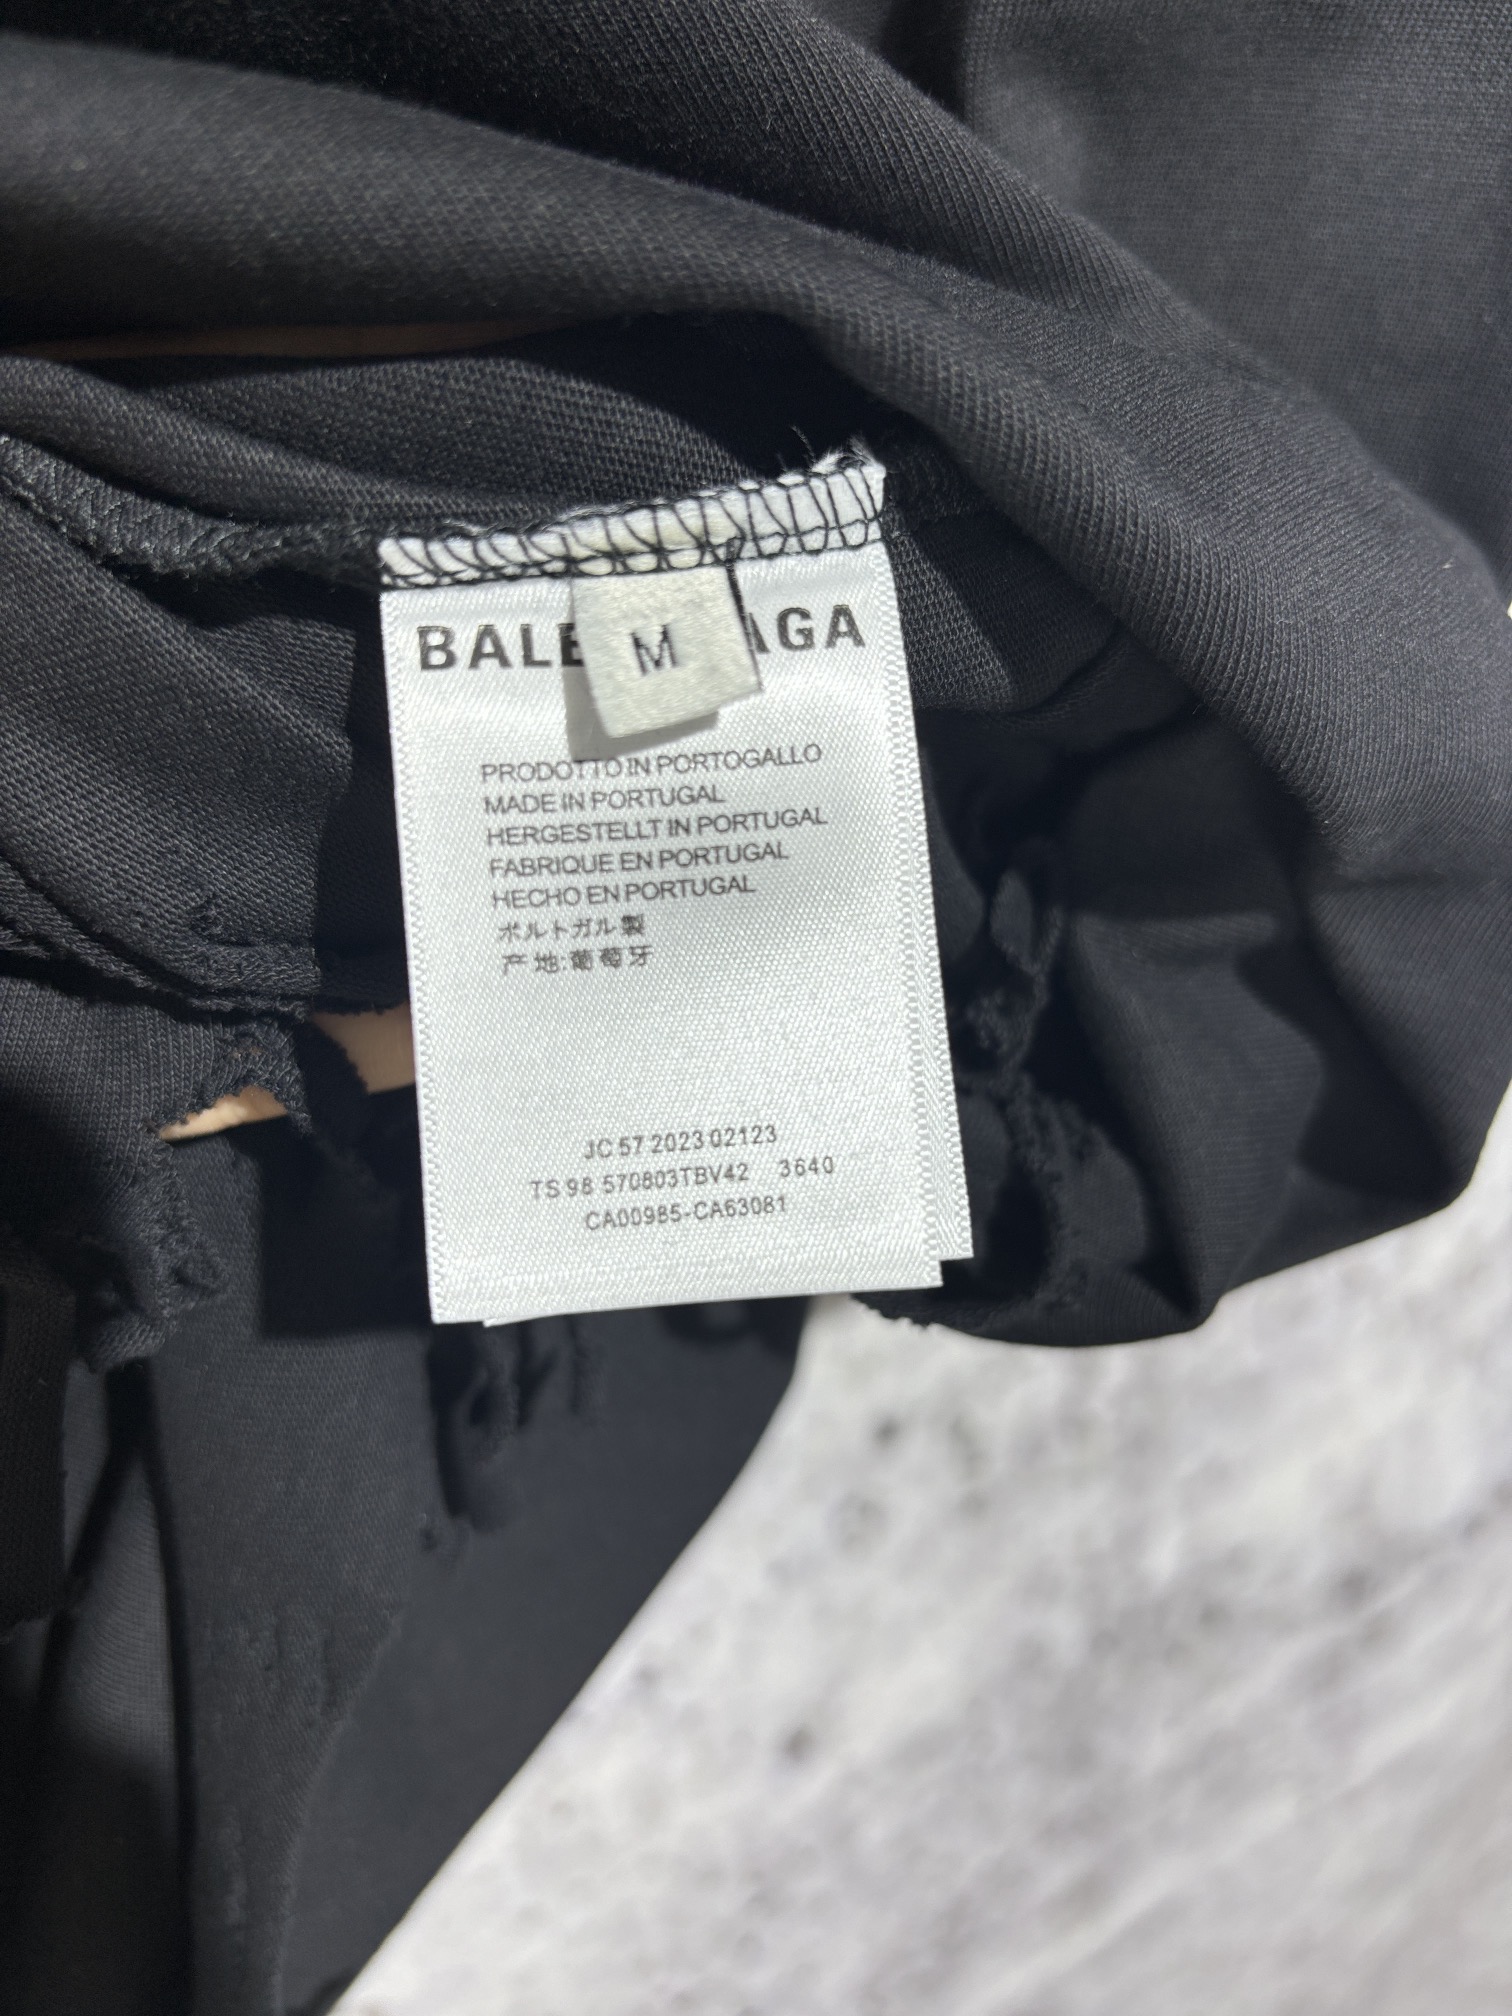 BALE AGA
M
PRODOTTO IN PORTOGALLO
MADE IN PORTUGAL
HERGESTELLT IN PORTUGAL
FABRIQUE EN PORTUGAL
HECHO EN PORTUGAL
ポルトガル製
产地:葡萄牙
JC 57 2023 02123
TS 98 570803TBV42 3640
CA00985-CA63081